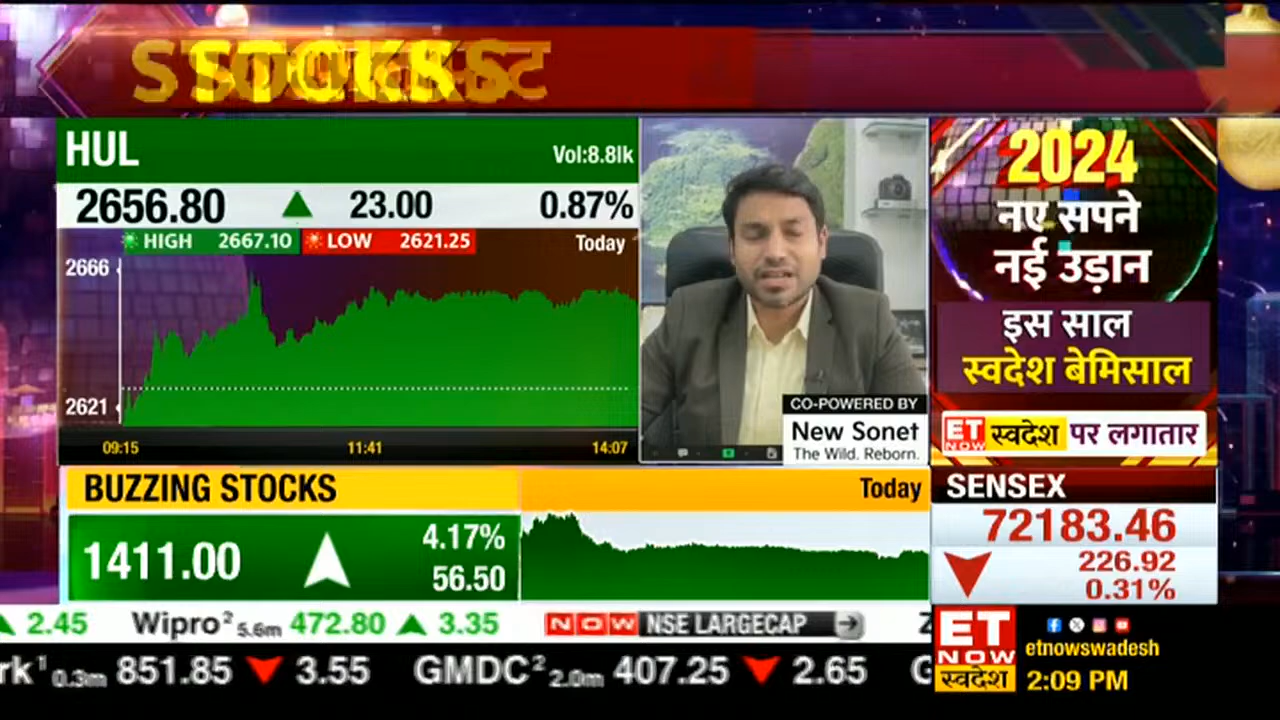 HUL
Vol:8.8lk
2656.80 ▲ 23.00 0.87%
HIGH 2667.10 LOW 2621.25 Today
2666
2621
09:15 11:41 14:07
CO-POWERED BY
New Sonet
The Wild. Reborn.
2024
नए सपने
नई उड़ान
इस साल
स्वदेश बेमिसाल
ET NOW स्वदेश पर लगातार
BUZZING STOCKS
Today
1411.00 ▲ 4.17%
56.50
SENSEX
72183.46
▼ 226.92
0.31%
▲ 2.45 Wipro² 5.6m 472.80 ▲ 3.35 NOW NSE LARGECAP
0.3m 851.85 ▼ 3.55 GMDC² 2.0m 407.25 ▼ 2.65
ET
NOW
स्वदेश
etnowswadesh
2:09 PM